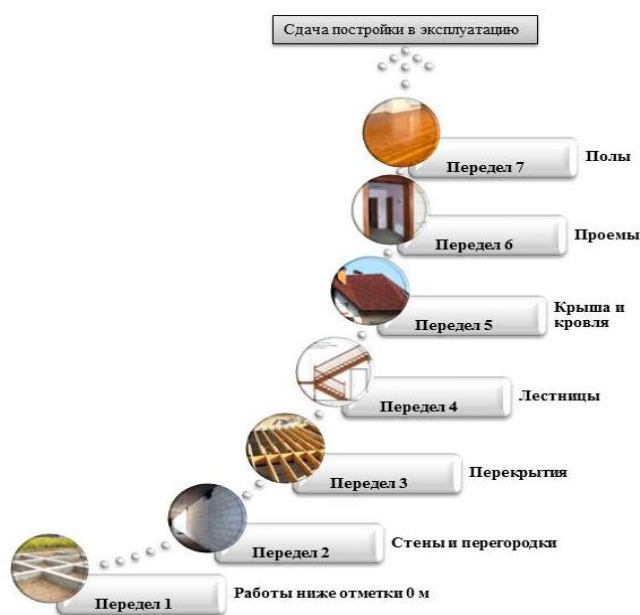 Сдача постройки в эксплуатацию
Передел 7
Полы
Передел 6
Проемы
Передел 5
Крыша и
кровля
Передел 4
Лестницы
Передел 3
Перекрытия
Передел 2
Стены и перегородки
Передел 1
Работы ниже отметки 0 м